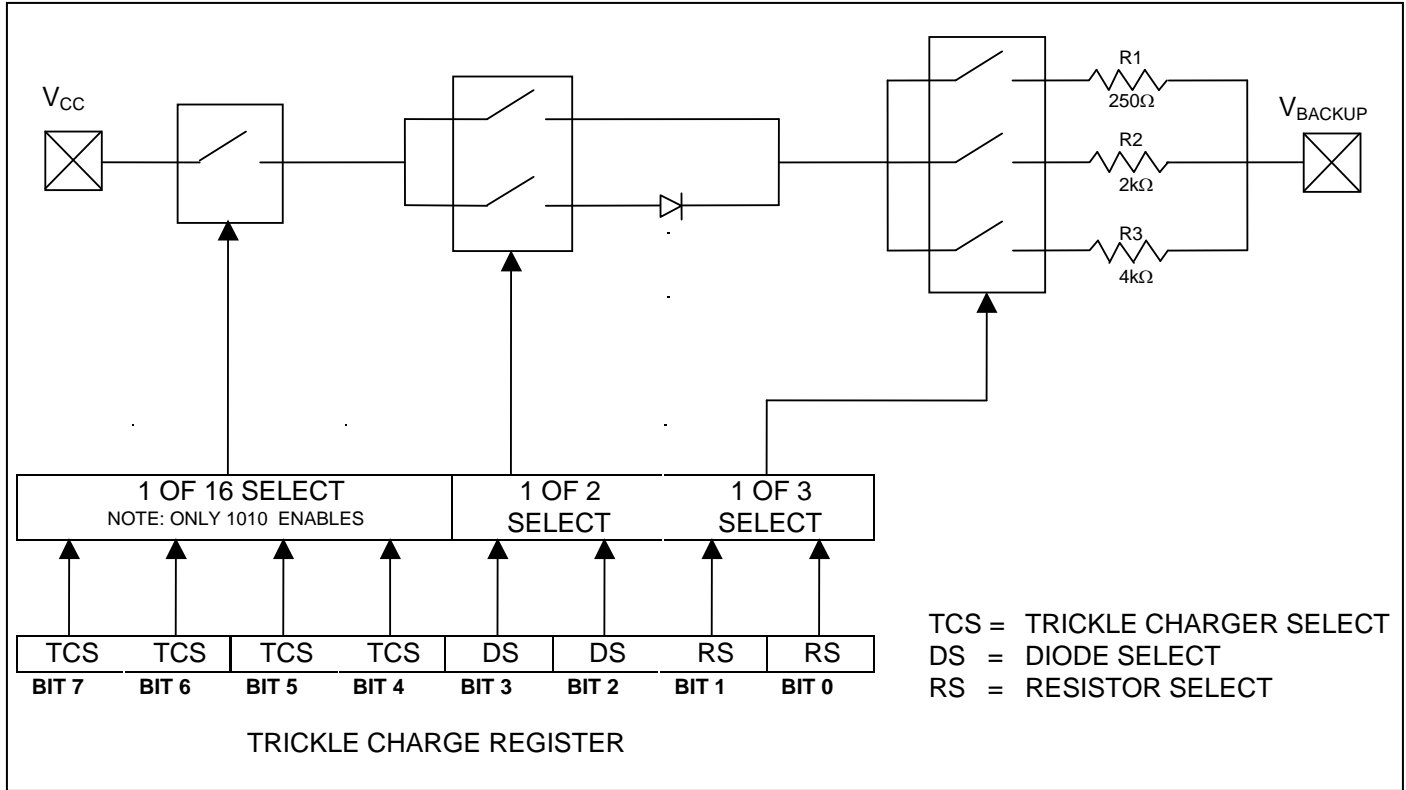 V_CC
R1
250Ω
V_BACKUP
R2
2kΩ
R3
4kΩ
1 OF 16 SELECT
NOTE: ONLY 1010 ENABLES
1 OF 2
SELECT
1 OF 3
SELECT
TCS TCS TCS TCS DS DS RS RS
BIT 7 BIT 6 BIT 5 BIT 4 BIT 3 BIT 2 BIT 1 BIT 0
TCS = TRICKLE CHARGER SELECT
DS = DIODE SELECT
RS = RESISTOR SELECT
TRICKLE CHARGE REGISTER